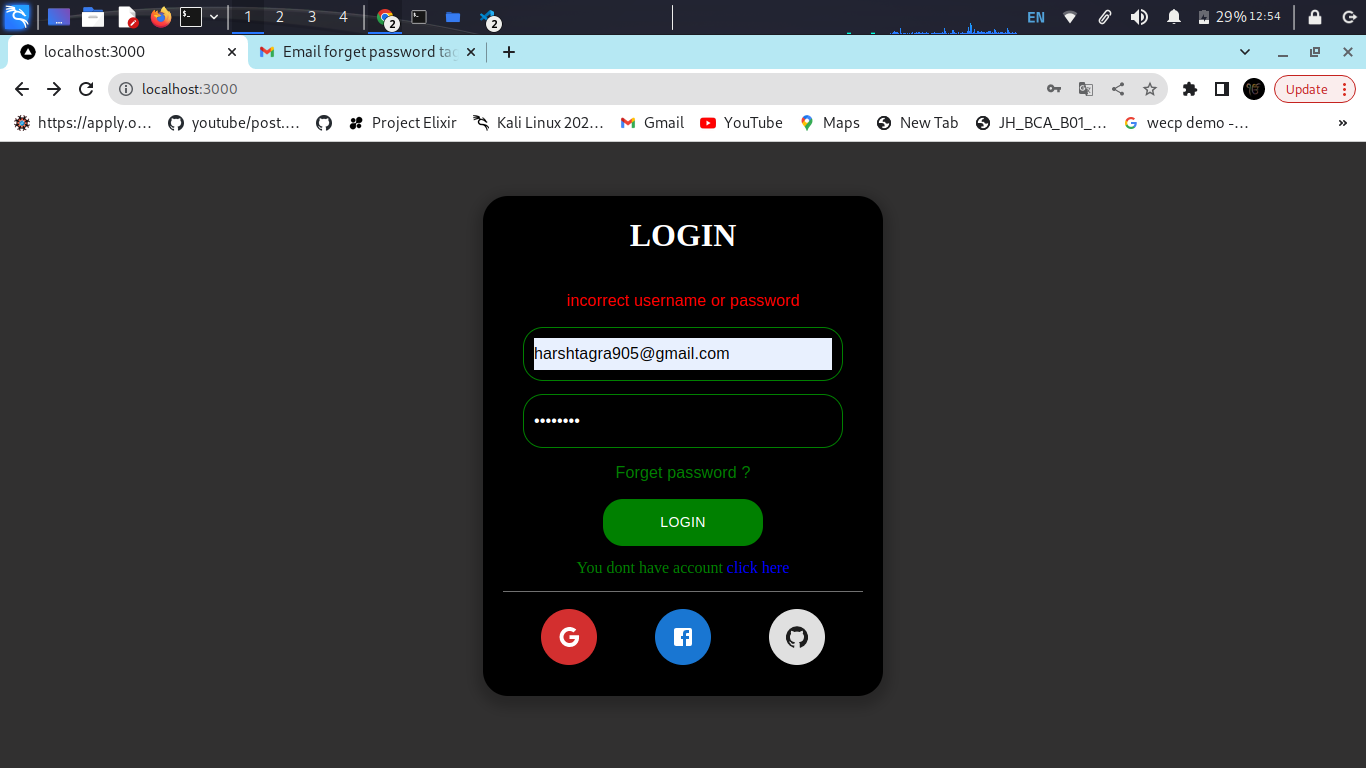 1 2 3 4 2 2 EN 29% 12:54
localhost:3000 Email forget password tag
localhost:3000 Update
https://apply.o... youtube/post.... Project Elixir Kali Linux 202... Gmail YouTube Maps New Tab JH_BCA_B01_... wecp demo -... »
LOGIN
incorrect username or password
harshtagra905@gmail.com
••••••••
Forget password ?
LOGIN
You dont have account click here